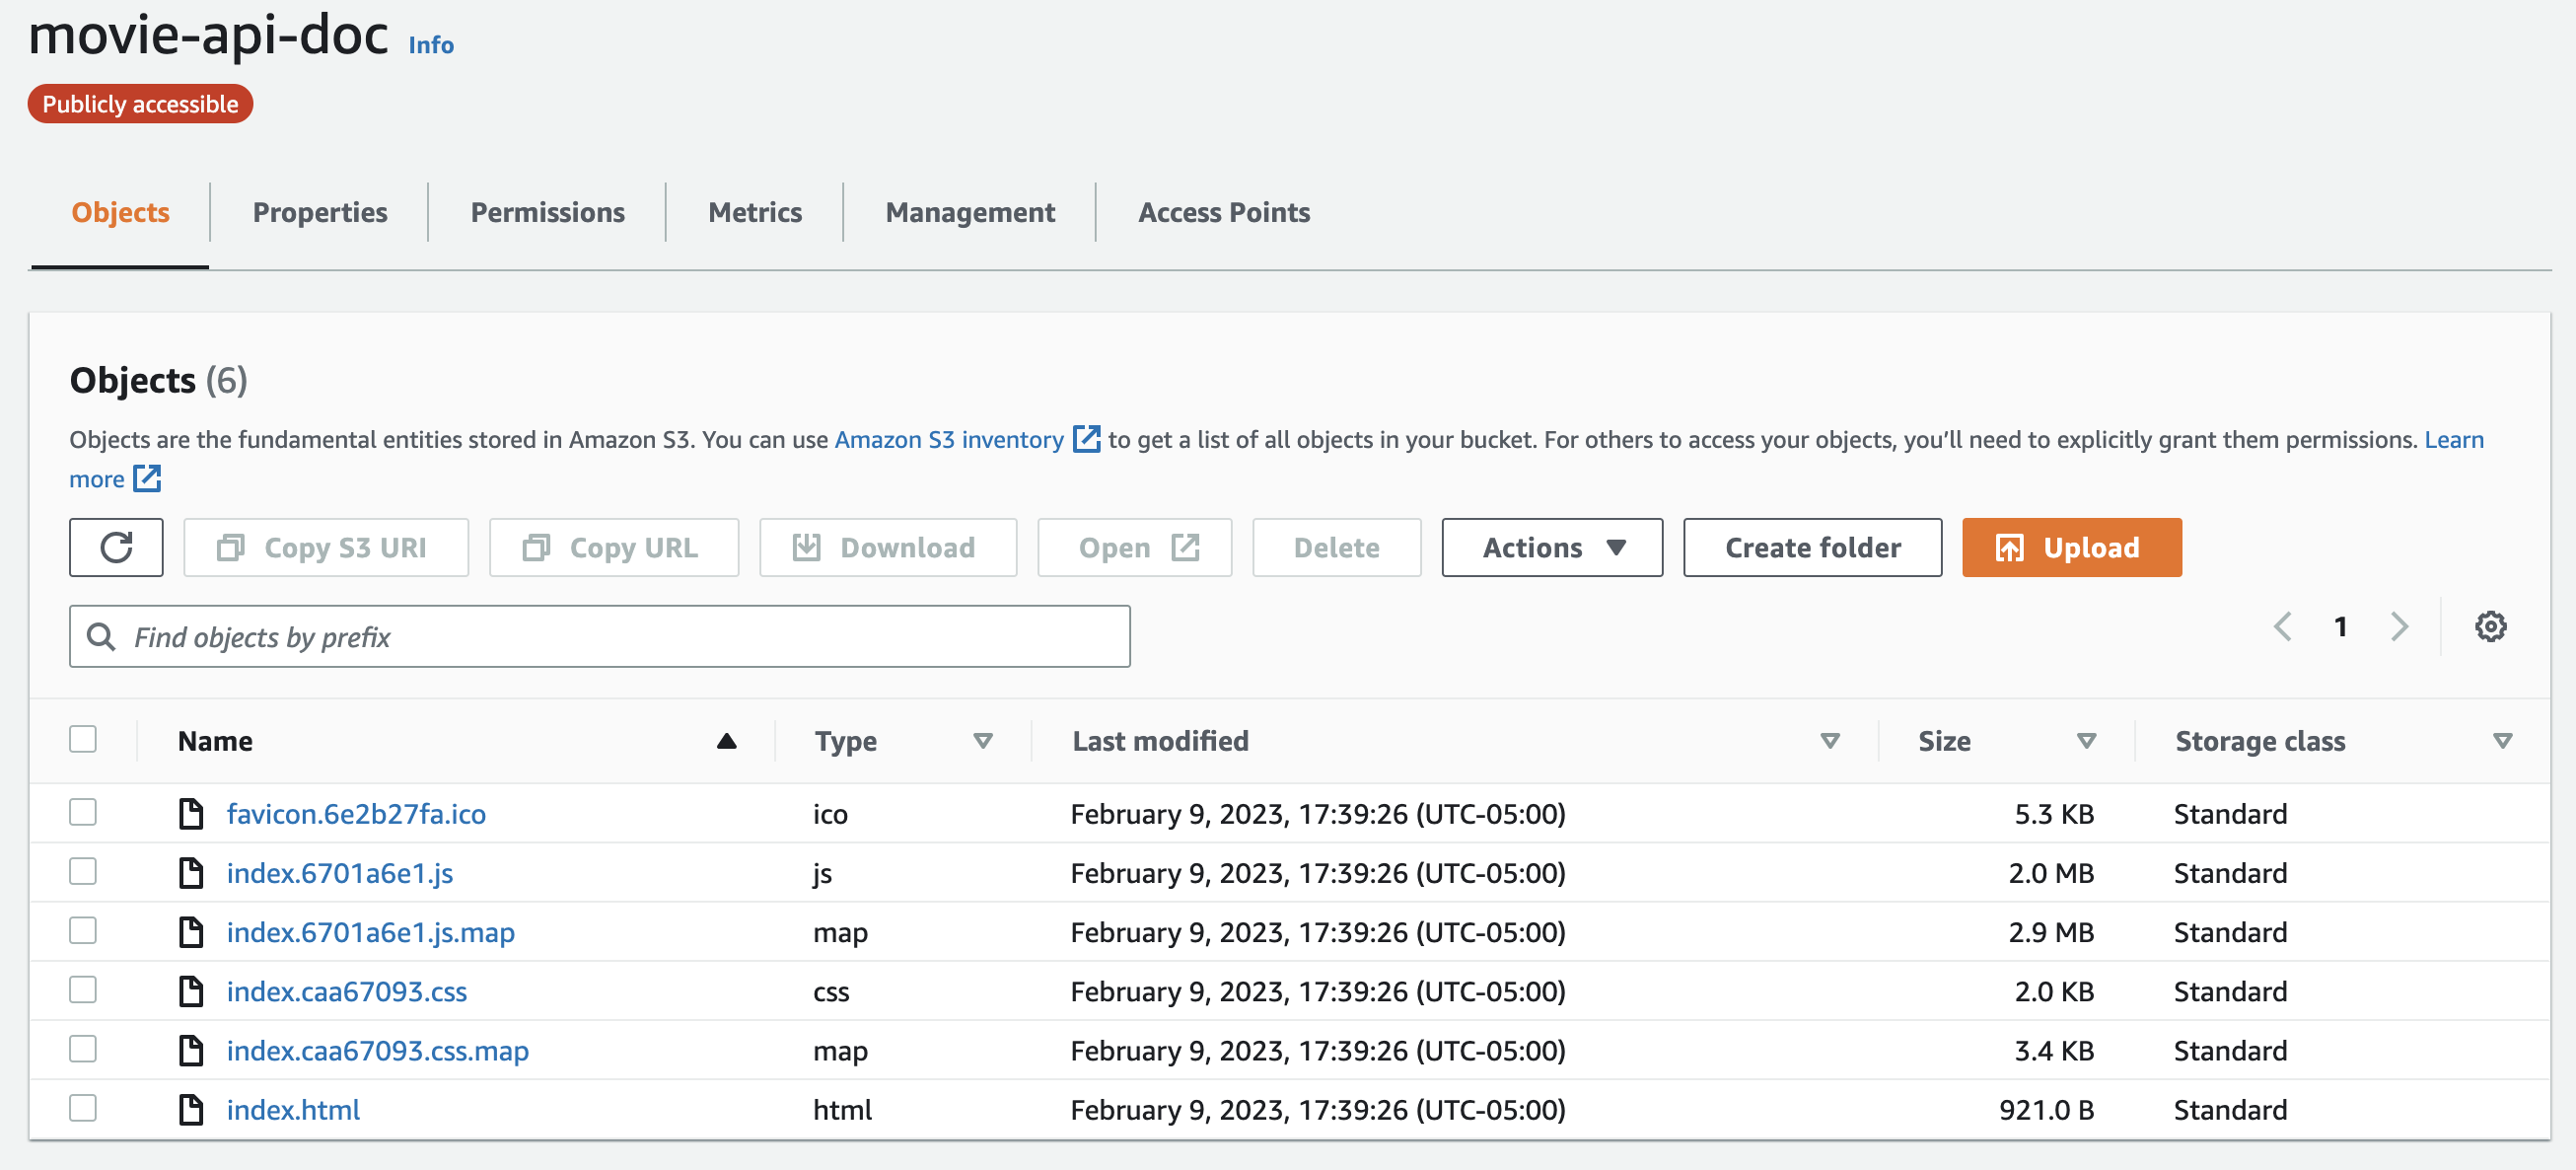 movie-api-doc Info
Publicly accessible
Objects Properties Permissions Metrics Management Access Points
Objects (6)
Objects are the fundamental entities stored in Amazon S3. You can use Amazon S3 inventory to get a list of all objects in your bucket. For others to access your objects, you’ll need to explicitly grant them permissions. Learn
more
Copy S3 URI Copy URL Download Open Delete Actions Create folder Upload
Find objects by prefix 1
Name Type Last modified Size Storage class
favicon.6e2b27fa.ico ico February 9, 2023, 17:39:26 (UTC-05:00) 5.3 KB Standard
index.6701a6e1.js js February 9, 2023, 17:39:26 (UTC-05:00) 2.0 MB Standard
index.6701a6e1.js.map map February 9, 2023, 17:39:26 (UTC-05:00) 2.9 MB Standard
index.caa67093.css css February 9, 2023, 17:39:26 (UTC-05:00) 2.0 KB Standard
index.caa67093.css.map map February 9, 2023, 17:39:26 (UTC-05:00) 3.4 KB Standard
index.html html February 9, 2023, 17:39:26 (UTC-05:00) 921.0 B Standard